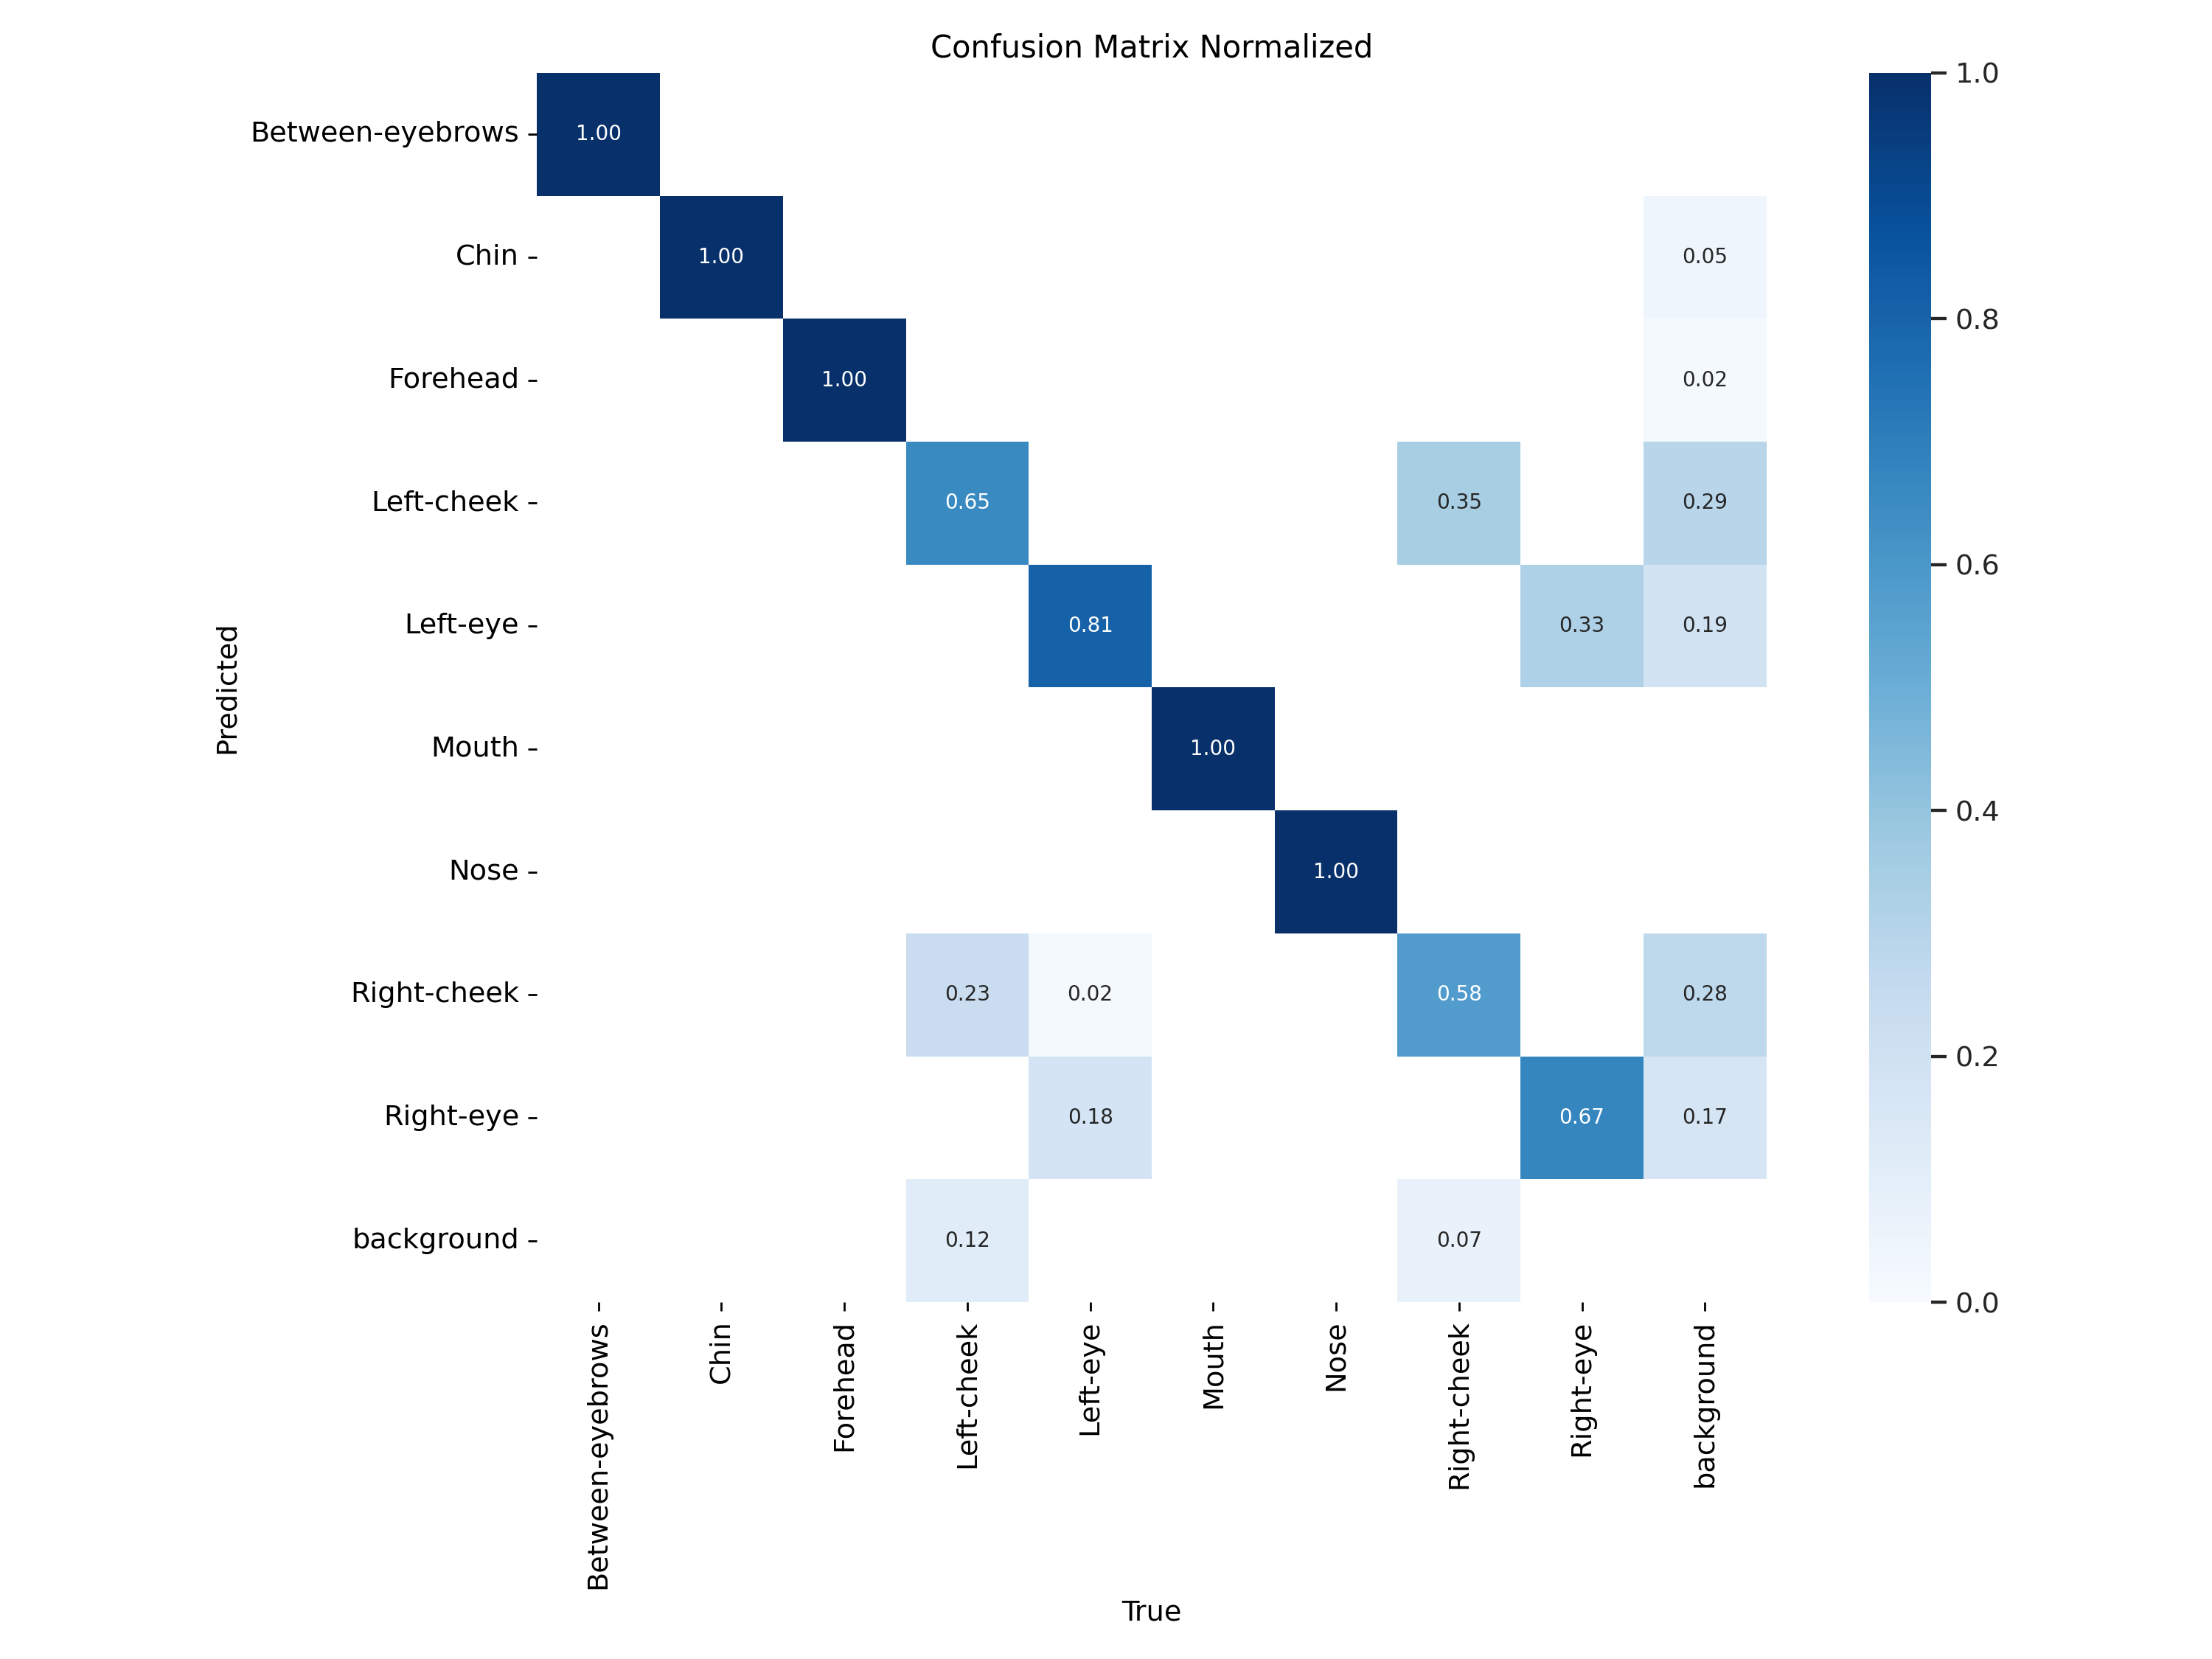 Confusion Matrix Normalized
Between-eyebrows 1.00
Chin 1.00 0.05
Forehead 1.00 0.02
Left-cheek 0.65 0.35 0.29
Left-eye 0.81 0.33 0.19
Mouth 1.00
Nose 1.00
Right-cheek 0.23 0.02 0.58 0.28
Right-eye 0.18 0.67 0.17
background 0.12 0.07
Predicted
Between-eyebrows
Chin
Forehead
Left-cheek
Left-eye
Mouth
Nose
Right-cheek
Right-eye
background
True
1.0
0.8
0.6
0.4
0.2
0.0